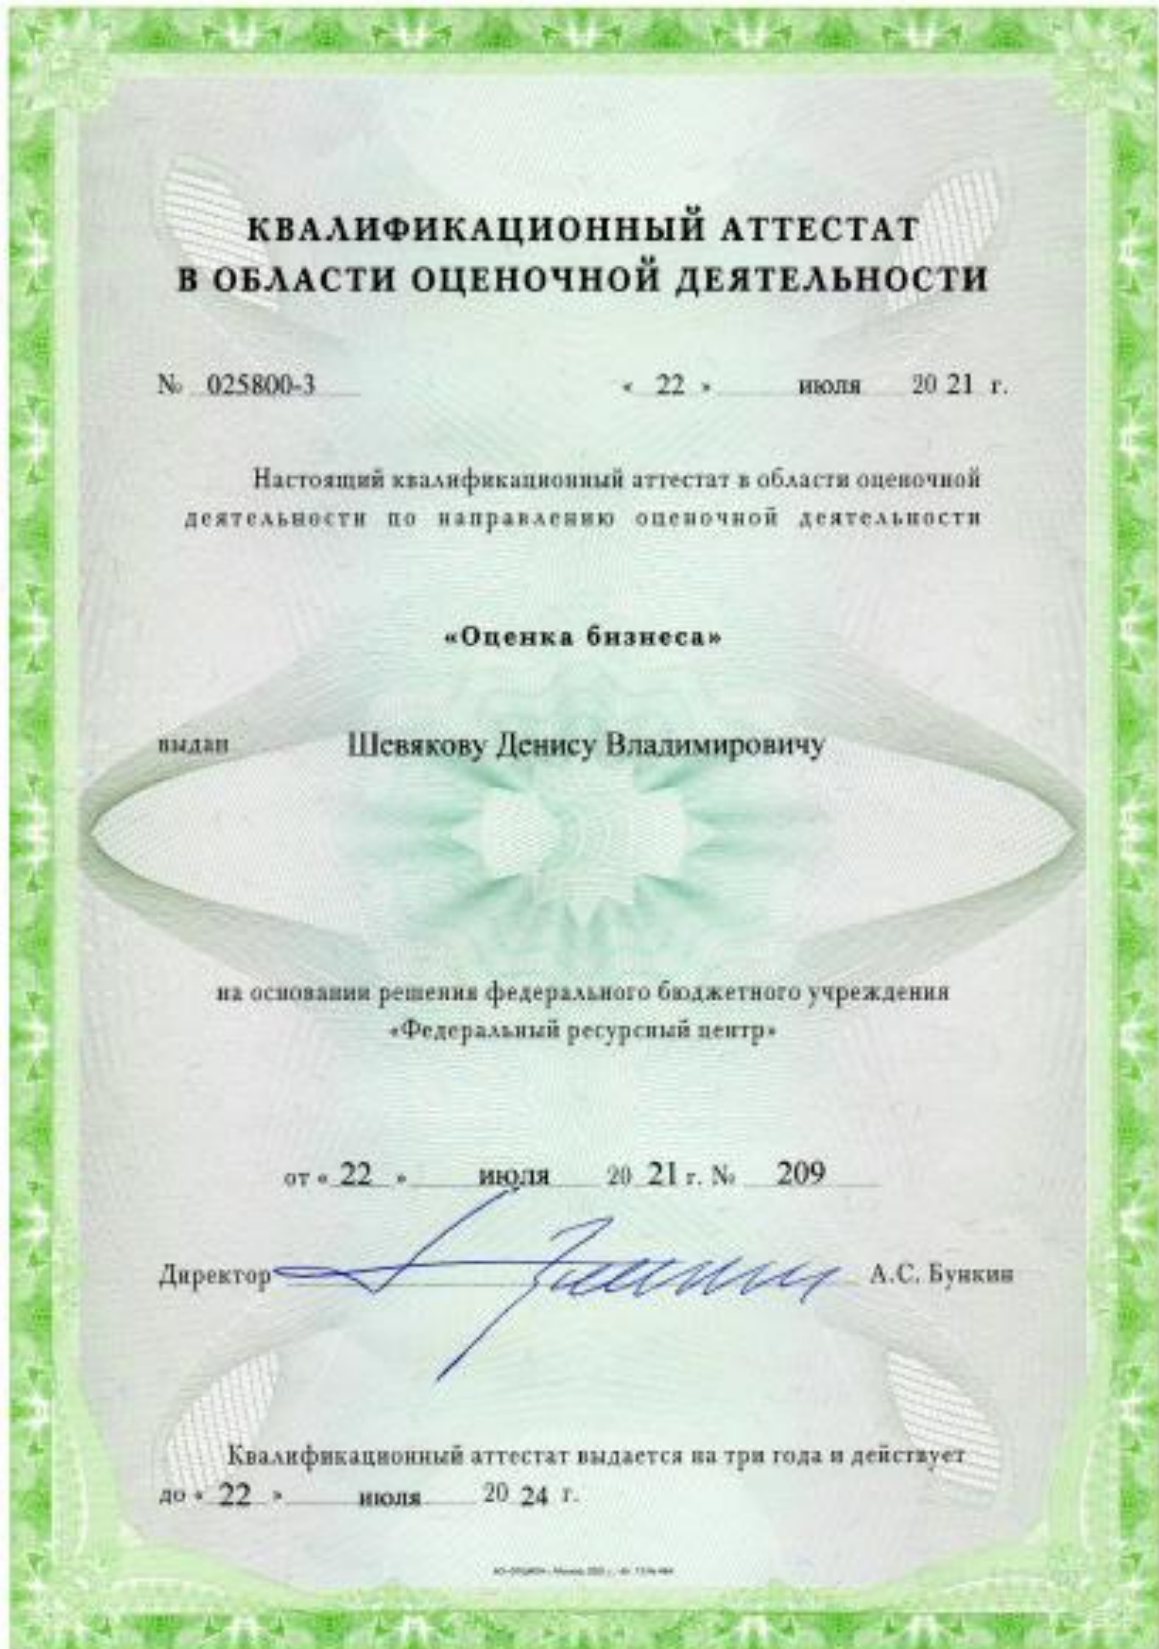 КВАЛИФИКАЦИОННЫЙ АТТЕСТАТ
В ОБЛАСТИ ОЦЕНОЧНОЙ ДЕЯТЕЛЬНОСТИ
№ 025800-3 « 22 » июля 20 21 г.
Настоящий квалификационный аттестат в области оценочной
деятельности по направлению оценочной деятельности
«Оценка бизнеса»
выдан Шевякову Денису Владимировичу
на основании решения федерального бюджетного учреждения
«Федеральный ресурсный центр»
от « 22 » июля 20 21 г. № 209
Директор А.С. Бункин
Квалификационный аттестат выдается на три года и действует
до « 22 » июля 20 24 г.